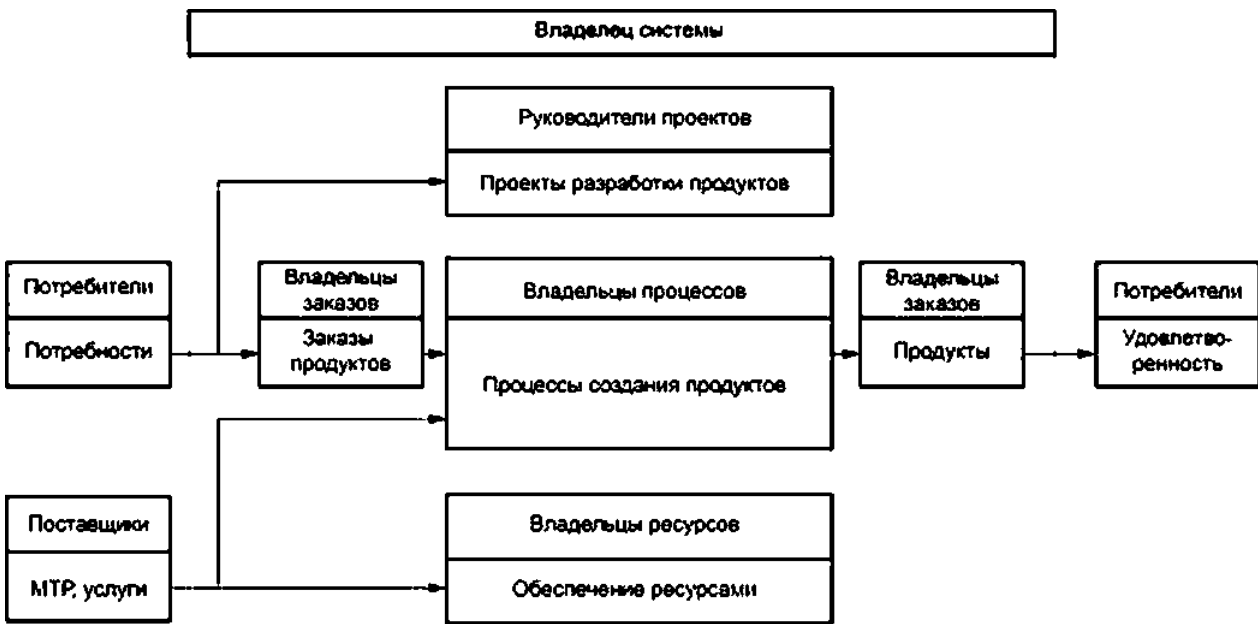 Владелец системы
Руководители проектов
Проекты разработки продуктов
Потребители
Потребности
Владельцы
заказов
Заказы
продуктов
Владельцы процессов
Процессы создания продуктов
Владельцы
заказов
Продукты
Потребители
Удовлетво-
ренность
Поставщики
МТР, услуги
Владельцы ресурсов
Обеспечение ресурсами